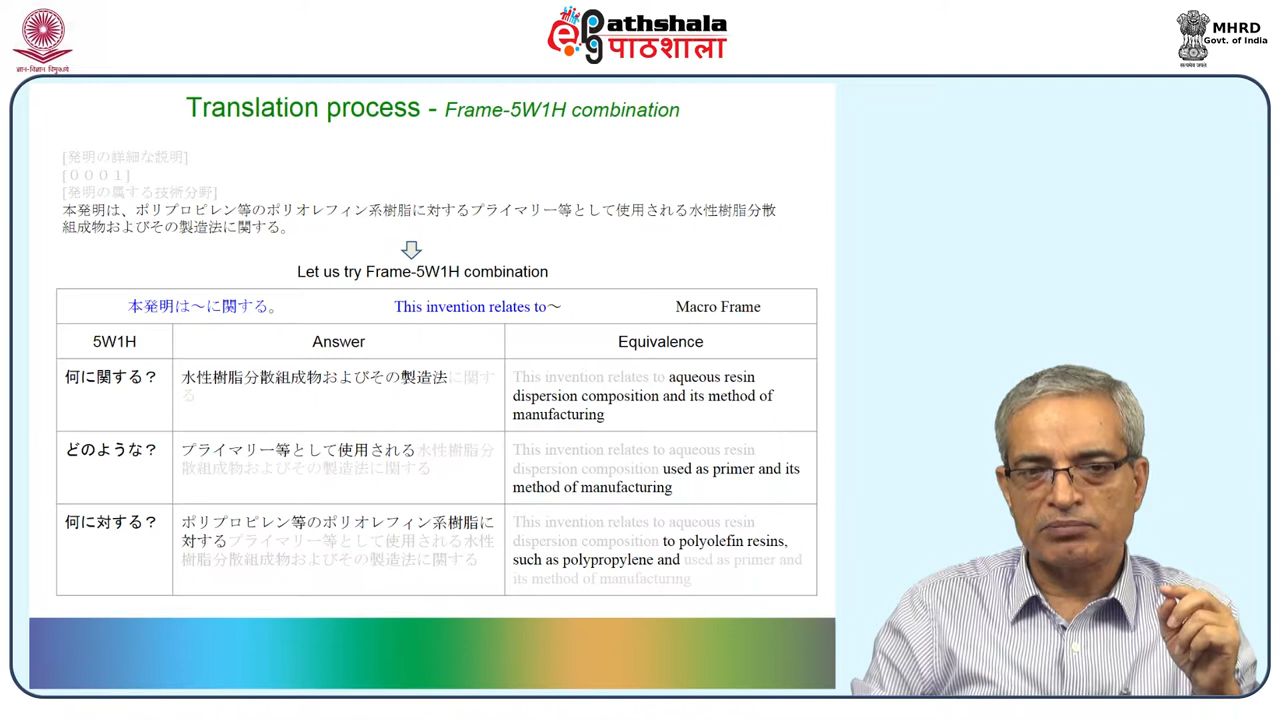 ज्ञान-विज्ञान विमुक्तये
epg
Pathshala
पाठशाला
सत्यमेव जयते
MHRD
Govt. of India
Translation process - Frame-5W1H combination
[発明の詳細な説明]
[０００１]
[発明の属する技術分野]
本発明は、ポリプロピレン等のポリオレフィン系樹脂に対するプライマリー等として使用される水性樹脂分散
組成物およびその製造法に関する。
Let us try Frame-5W1H combination
本発明は～に関する。 This invention relates to～ Macro Frame
5W1H Answer Equivalence
何に関する？
水性樹脂分散組成物およびその製造法に関す
る
This invention relates to aqueous resin
dispersion composition and its method of
manufacturing
どのような？
プライマリー等として使用される水性樹脂分
散組成物およびその製造法に関する
This invention relates to aqueous resin
dispersion composition used as primer and its
method of manufacturing
何に対する？
ポリプロピレン等のポリオレフィン系樹脂に
対するプライマリー等として使用される水性
樹脂分散組成物およびその製造法に関する
This invention relates to aqueous resin
dispersion composition to polyolefin resins,
such as polypropylene and used as primer and
its method of manufacturing